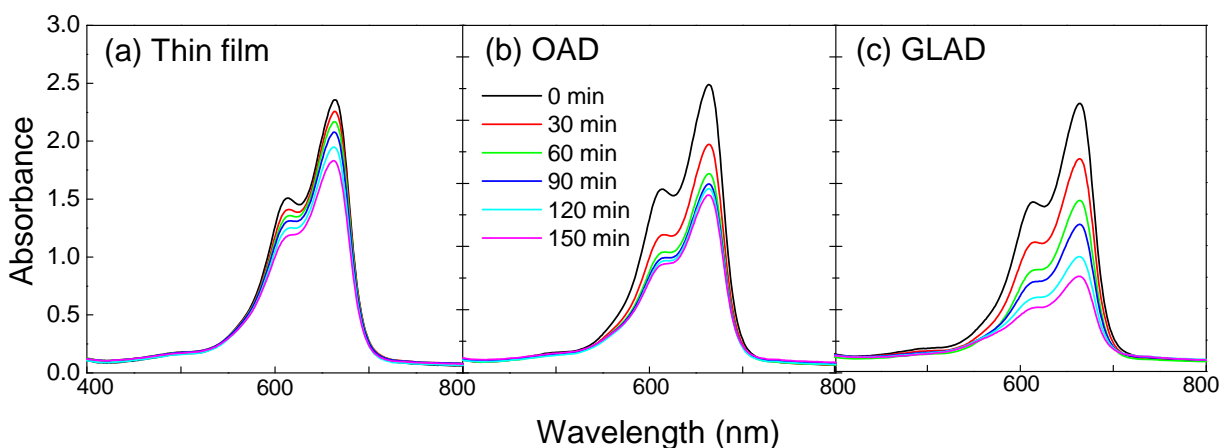 (a) Thin film
(b) OAD
(c) GLAD
3.0
2.5
2.0
1.5
1.0
0.5
0.0
Absorbance
0 min
30 min
60 min
90 min
120 min
150 min
400 600 800 600 800 600 800
Wavelength (nm)